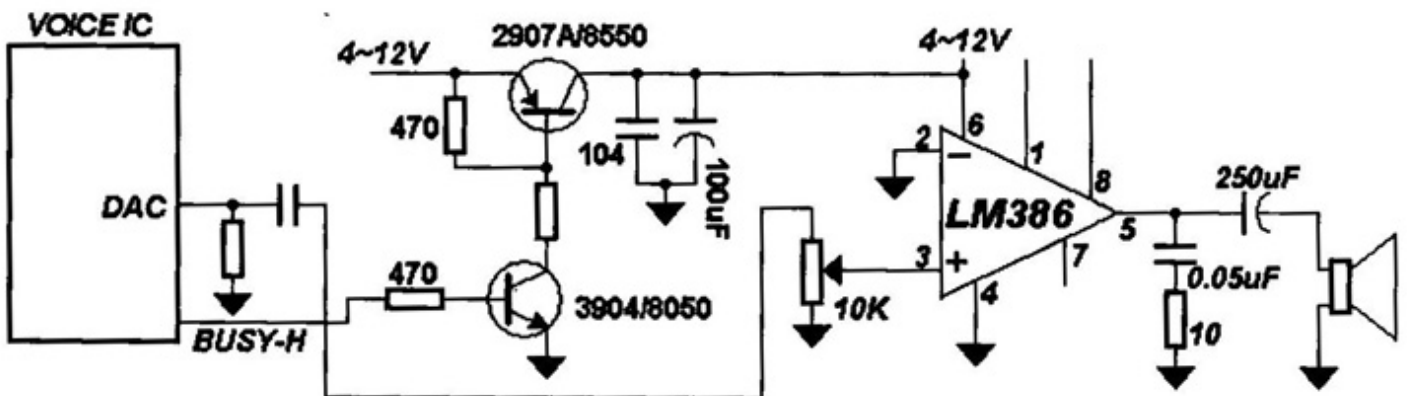 VOICE IC
2907A/8550
4~12V
4~12V
470
104
100uF
6
2
−
1
8
DAC
LM386
5
250uF
3
+
7
4
470
3904/8050
10K
0.05uF
10
BUSY-H